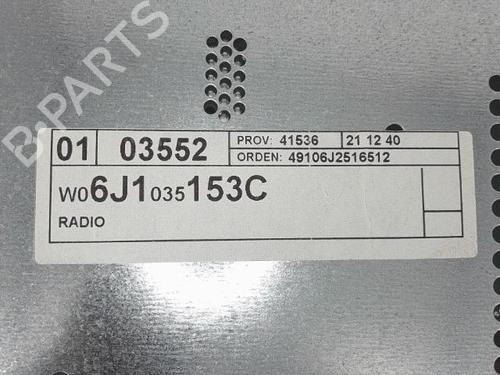 B-PARTS
01 03552 PROV: 41536 21 12 40
ORDEN: 49106J2516512
W06J1035153C
RADIO